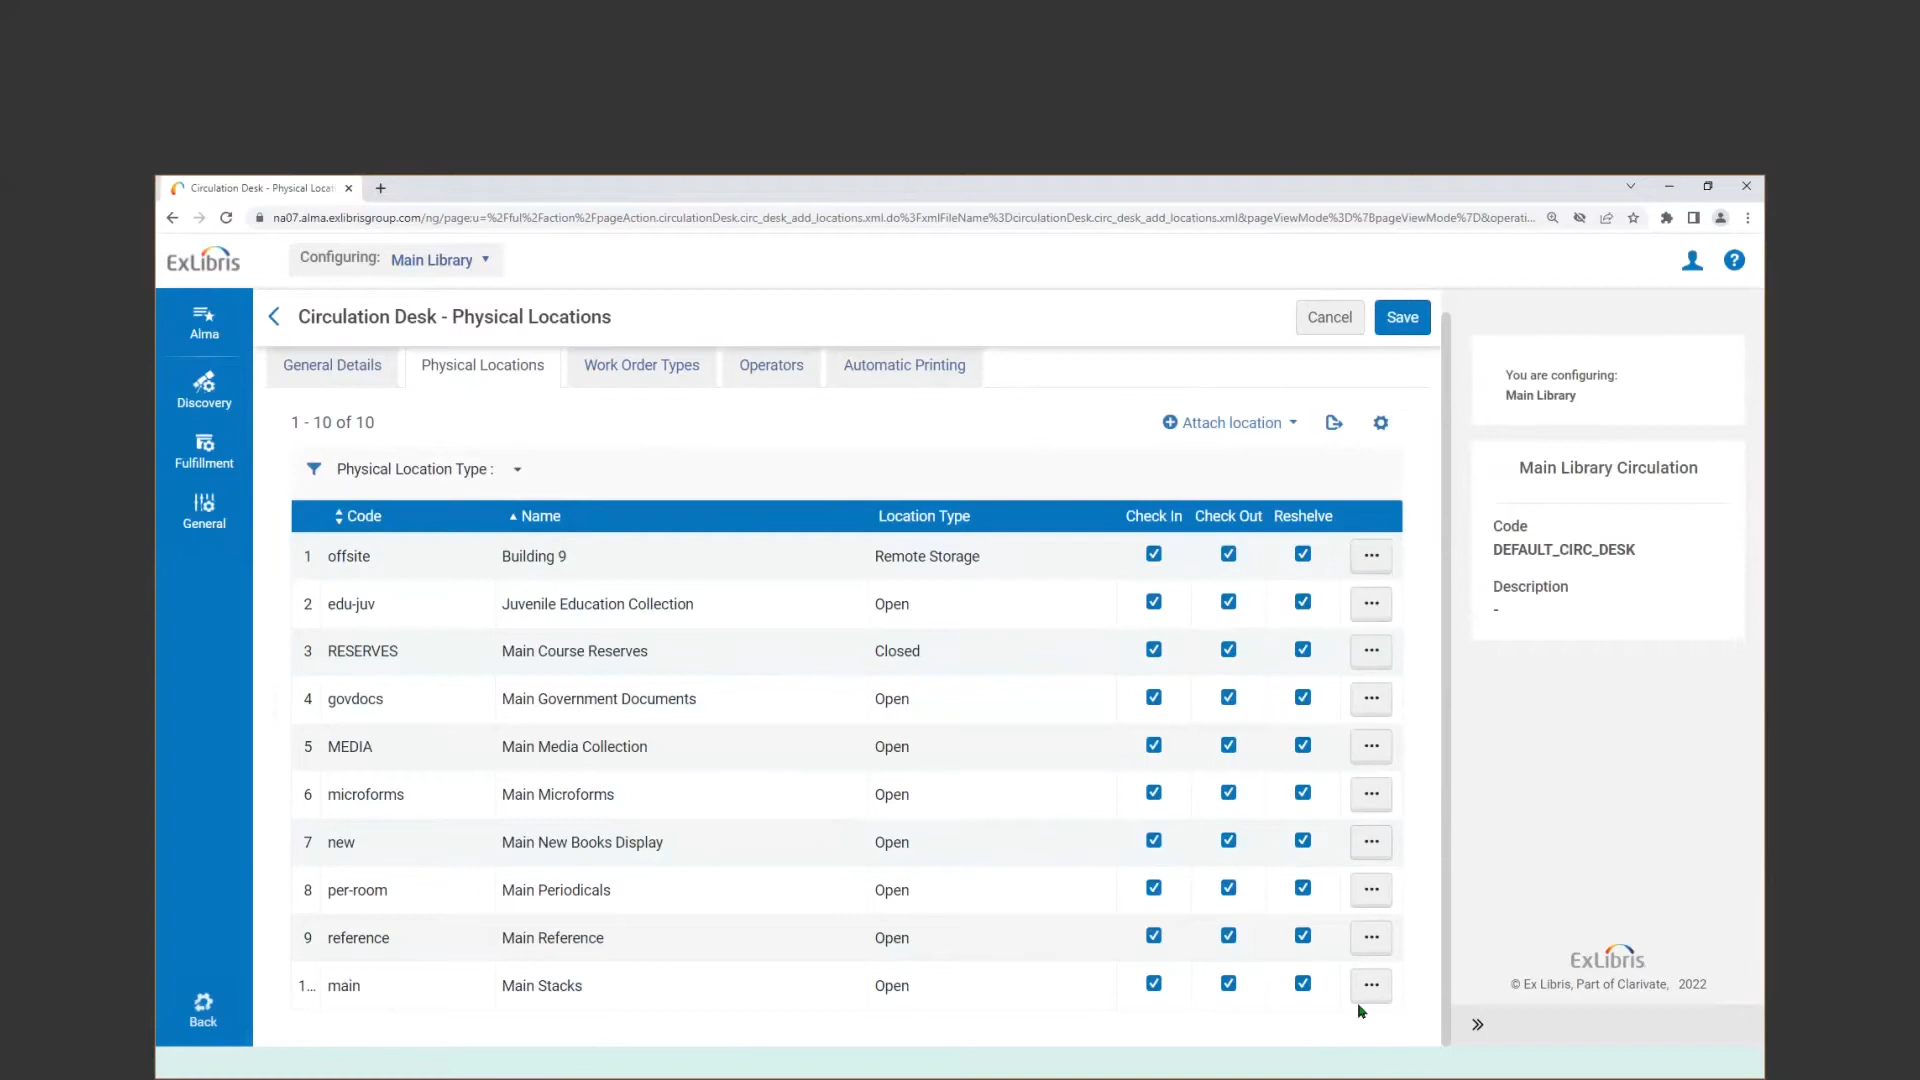 Circulation Desk - Physical Locat
na07.alma.exlibrisgroup.com/ng/page;u=%2Ful%2Faction%2FpageAction.circulationDesk.circ_desk_add_locations.xml.do%3FxmlFileName%3DcirculationDesk.circ_desk_add_locations.xml&pageViewMode%3D%7BpageViewMode%7D&operati...
ExLibris
Configuring: Main Library
Alma
Discovery
Fulfillment
General
Back
Circulation Desk - Physical Locations
Cancel
Save
General Details
Physical Locations
Work Order Types
Operators
Automatic Printing
1 - 10 of 10
Attach location
Physical Location Type :
Code Name Location Type Check In Check Out Reshelve
1 offsite Building 9 Remote Storage
2 edu-juv Juvenile Education Collection Open
3 RESERVES Main Course Reserves Closed
4 govdocs Main Government Documents Open
5 MEDIA Main Media Collection Open
6 microforms Main Microforms Open
7 new Main New Books Display Open
8 per-room Main Periodicals Open
9 reference Main Reference Open
1... main Main Stacks Open
You are configuring:
Main Library
Main Library Circulation
Code
DEFAULT_CIRC_DESK
Description
-
ExLibris
© Ex Libris, Part of Clarivate, 2022